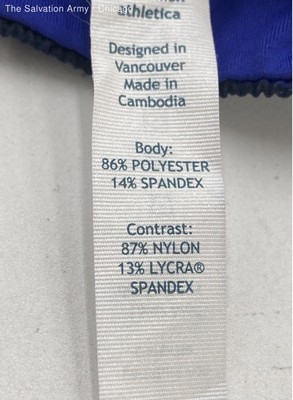 The Salvation Army - Chicago
athletica
Designed in
Vancouver
Made in
Cambodia
Body:
86% POLYESTER
14% SPANDEX
Contrast:
87% NYLON
13% LYCRA®
SPANDEX